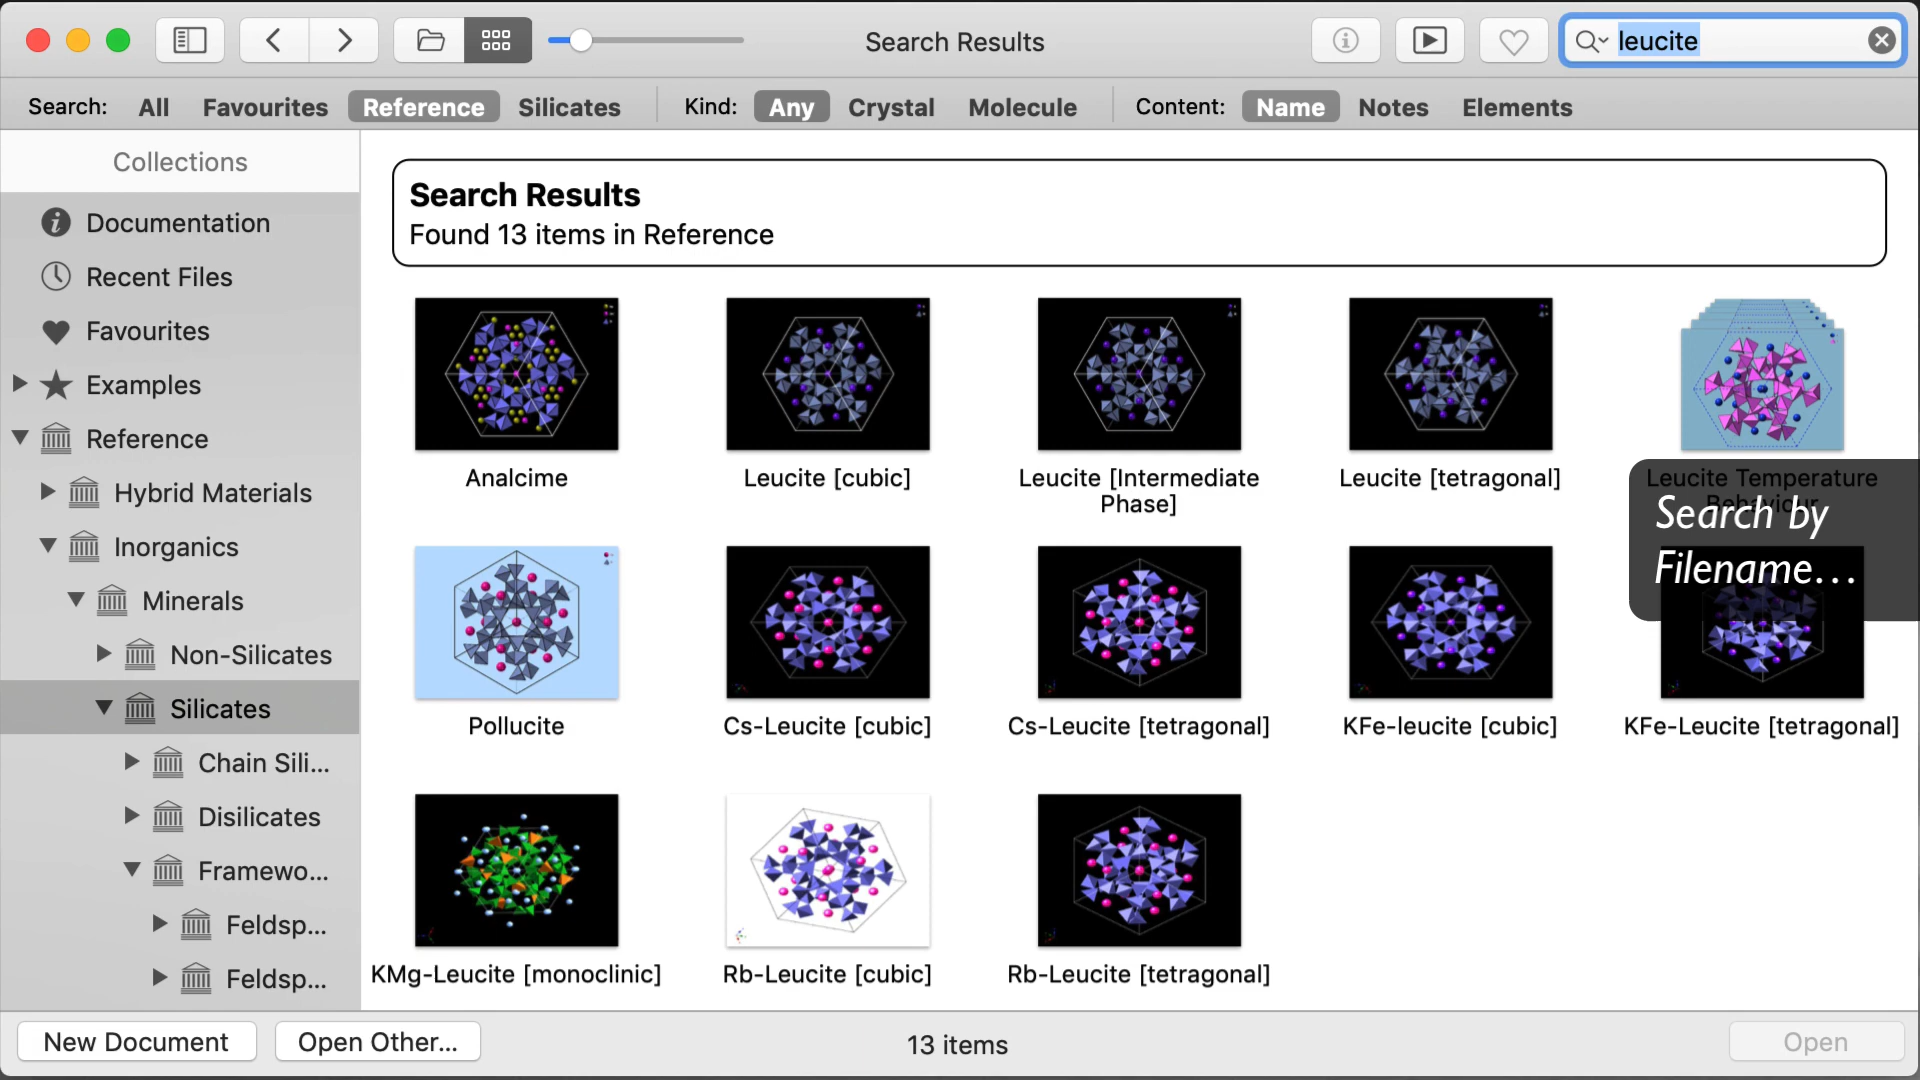 Search Results
leucite
Search: All Favourites Reference Silicates Kind: Any Crystal Molecule Content: Name Notes Elements
Collections
Documentation
Recent Files
Favourites
Examples
Reference
Hybrid Materials
Inorganics
Minerals
Non-Silicates
Silicates
Chain Sili...
Disilicates
Framewo...
Feldsp...
Feldsp...
Search Results
Found 13 items in Reference
Analcime
Leucite [cubic]
Leucite [Intermediate
Phase]
Leucite [tetragonal]
Leucite Temperature
Behaviour
Search by
Filename...
Pollucite
Cs-Leucite [cubic]
Cs-Leucite [tetragonal]
KFe-leucite [cubic]
KFe-Leucite [tetragonal]
KMg-Leucite [monoclinic]
Rb-Leucite [cubic]
Rb-Leucite [tetragonal]
New Document
Open Other...
13 items
Open